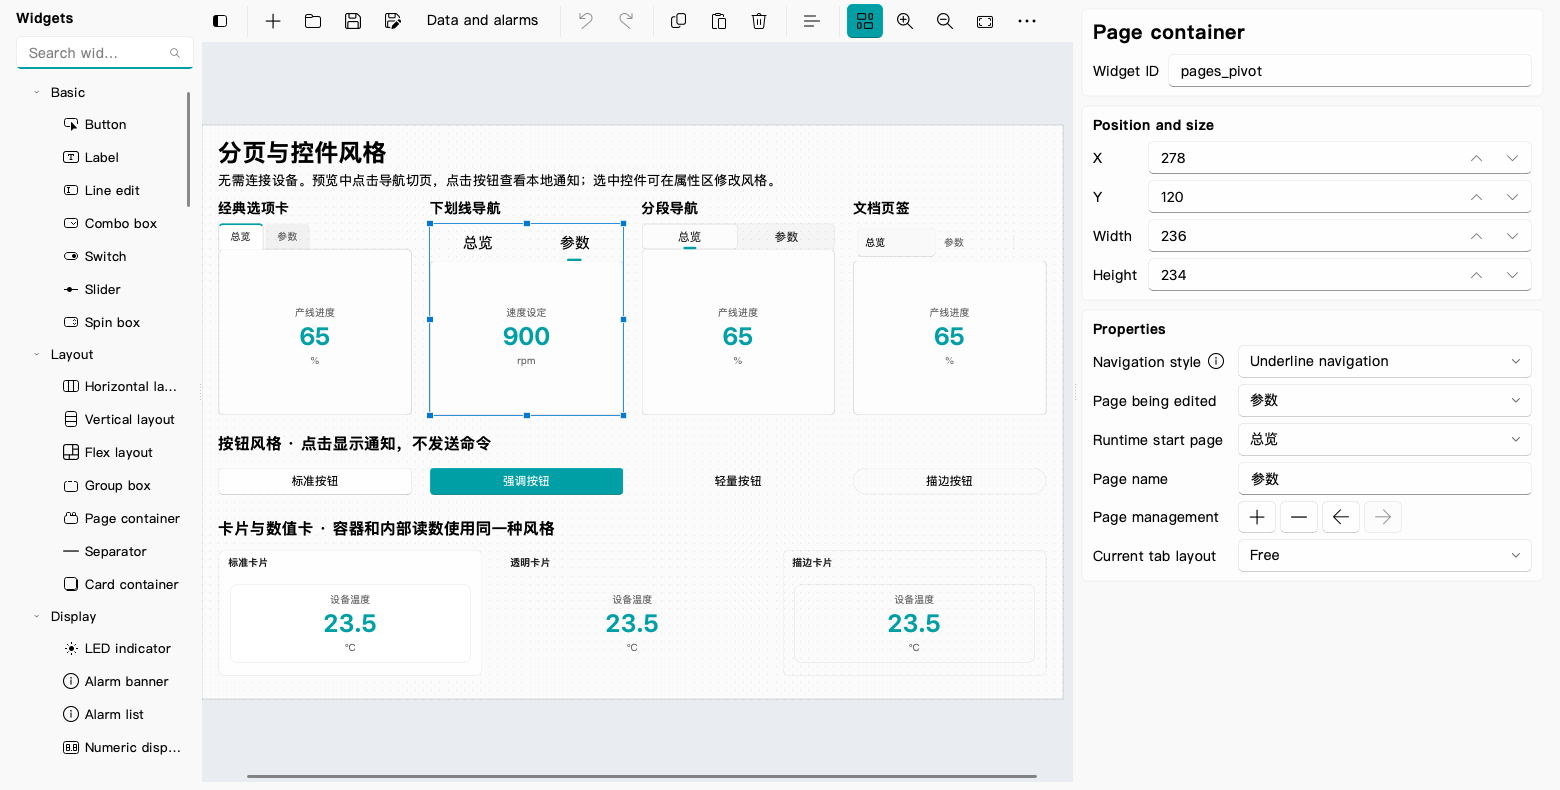 Widgets
Search wid...
Basic
Button
Label
Line edit
Combo box
Switch
Slider
Spin box
Layout
Horizontal la...
Vertical layout
Flex layout
Group box
Page container
Separator
Card container
Display
LED indicator
Alarm banner
Alarm list
Numeric disp...
Data and alarms
分页与控件风格
无需连接设备。预览中点击导航切页，点击按钮查看本地通知；选中控件可在属性区修改风格。
经典选项卡 下划线导航 分段导航 文档页签
总览 参数 总览 参数 总览 参数 总览 参数
产线进度 速度设定 产线进度 产线进度
65 900 65 65
% rpm % %
按钮风格 · 点击显示通知，不发送命令
标准按钮 强调按钮 轻量按钮 描边按钮
卡片与数值卡 · 容器和内部读数使用同一种风格
标准卡片 透明卡片 描边卡片
设备温度 设备温度 设备温度
23.5 23.5 23.5
°C °C °C
Page container
Widget ID pages_pivot
Position and size
X 278
Y 120
Width 236
Height 234
Properties
Navigation style Underline navigation
Page being edited 参数
Runtime start page 总览
Page name 参数
Page management
Current tab layout Free